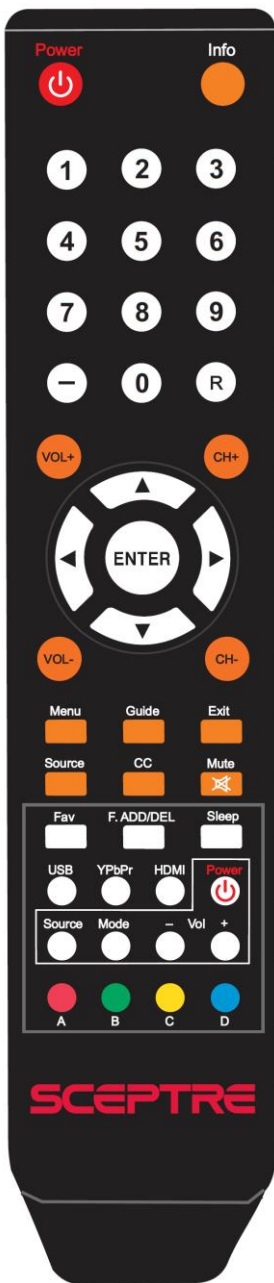 Power Info
1 2 3
4 5 6
7 8 9
– 0 R
VOL+ CH+
ENTER
VOL- CH-
Menu Guide Exit
Source CC Mute
Fav F. ADD/DEL Sleep
USB YPbPr HDMI Power
Source Mode – Vol +
A B C D
SCEPTRE